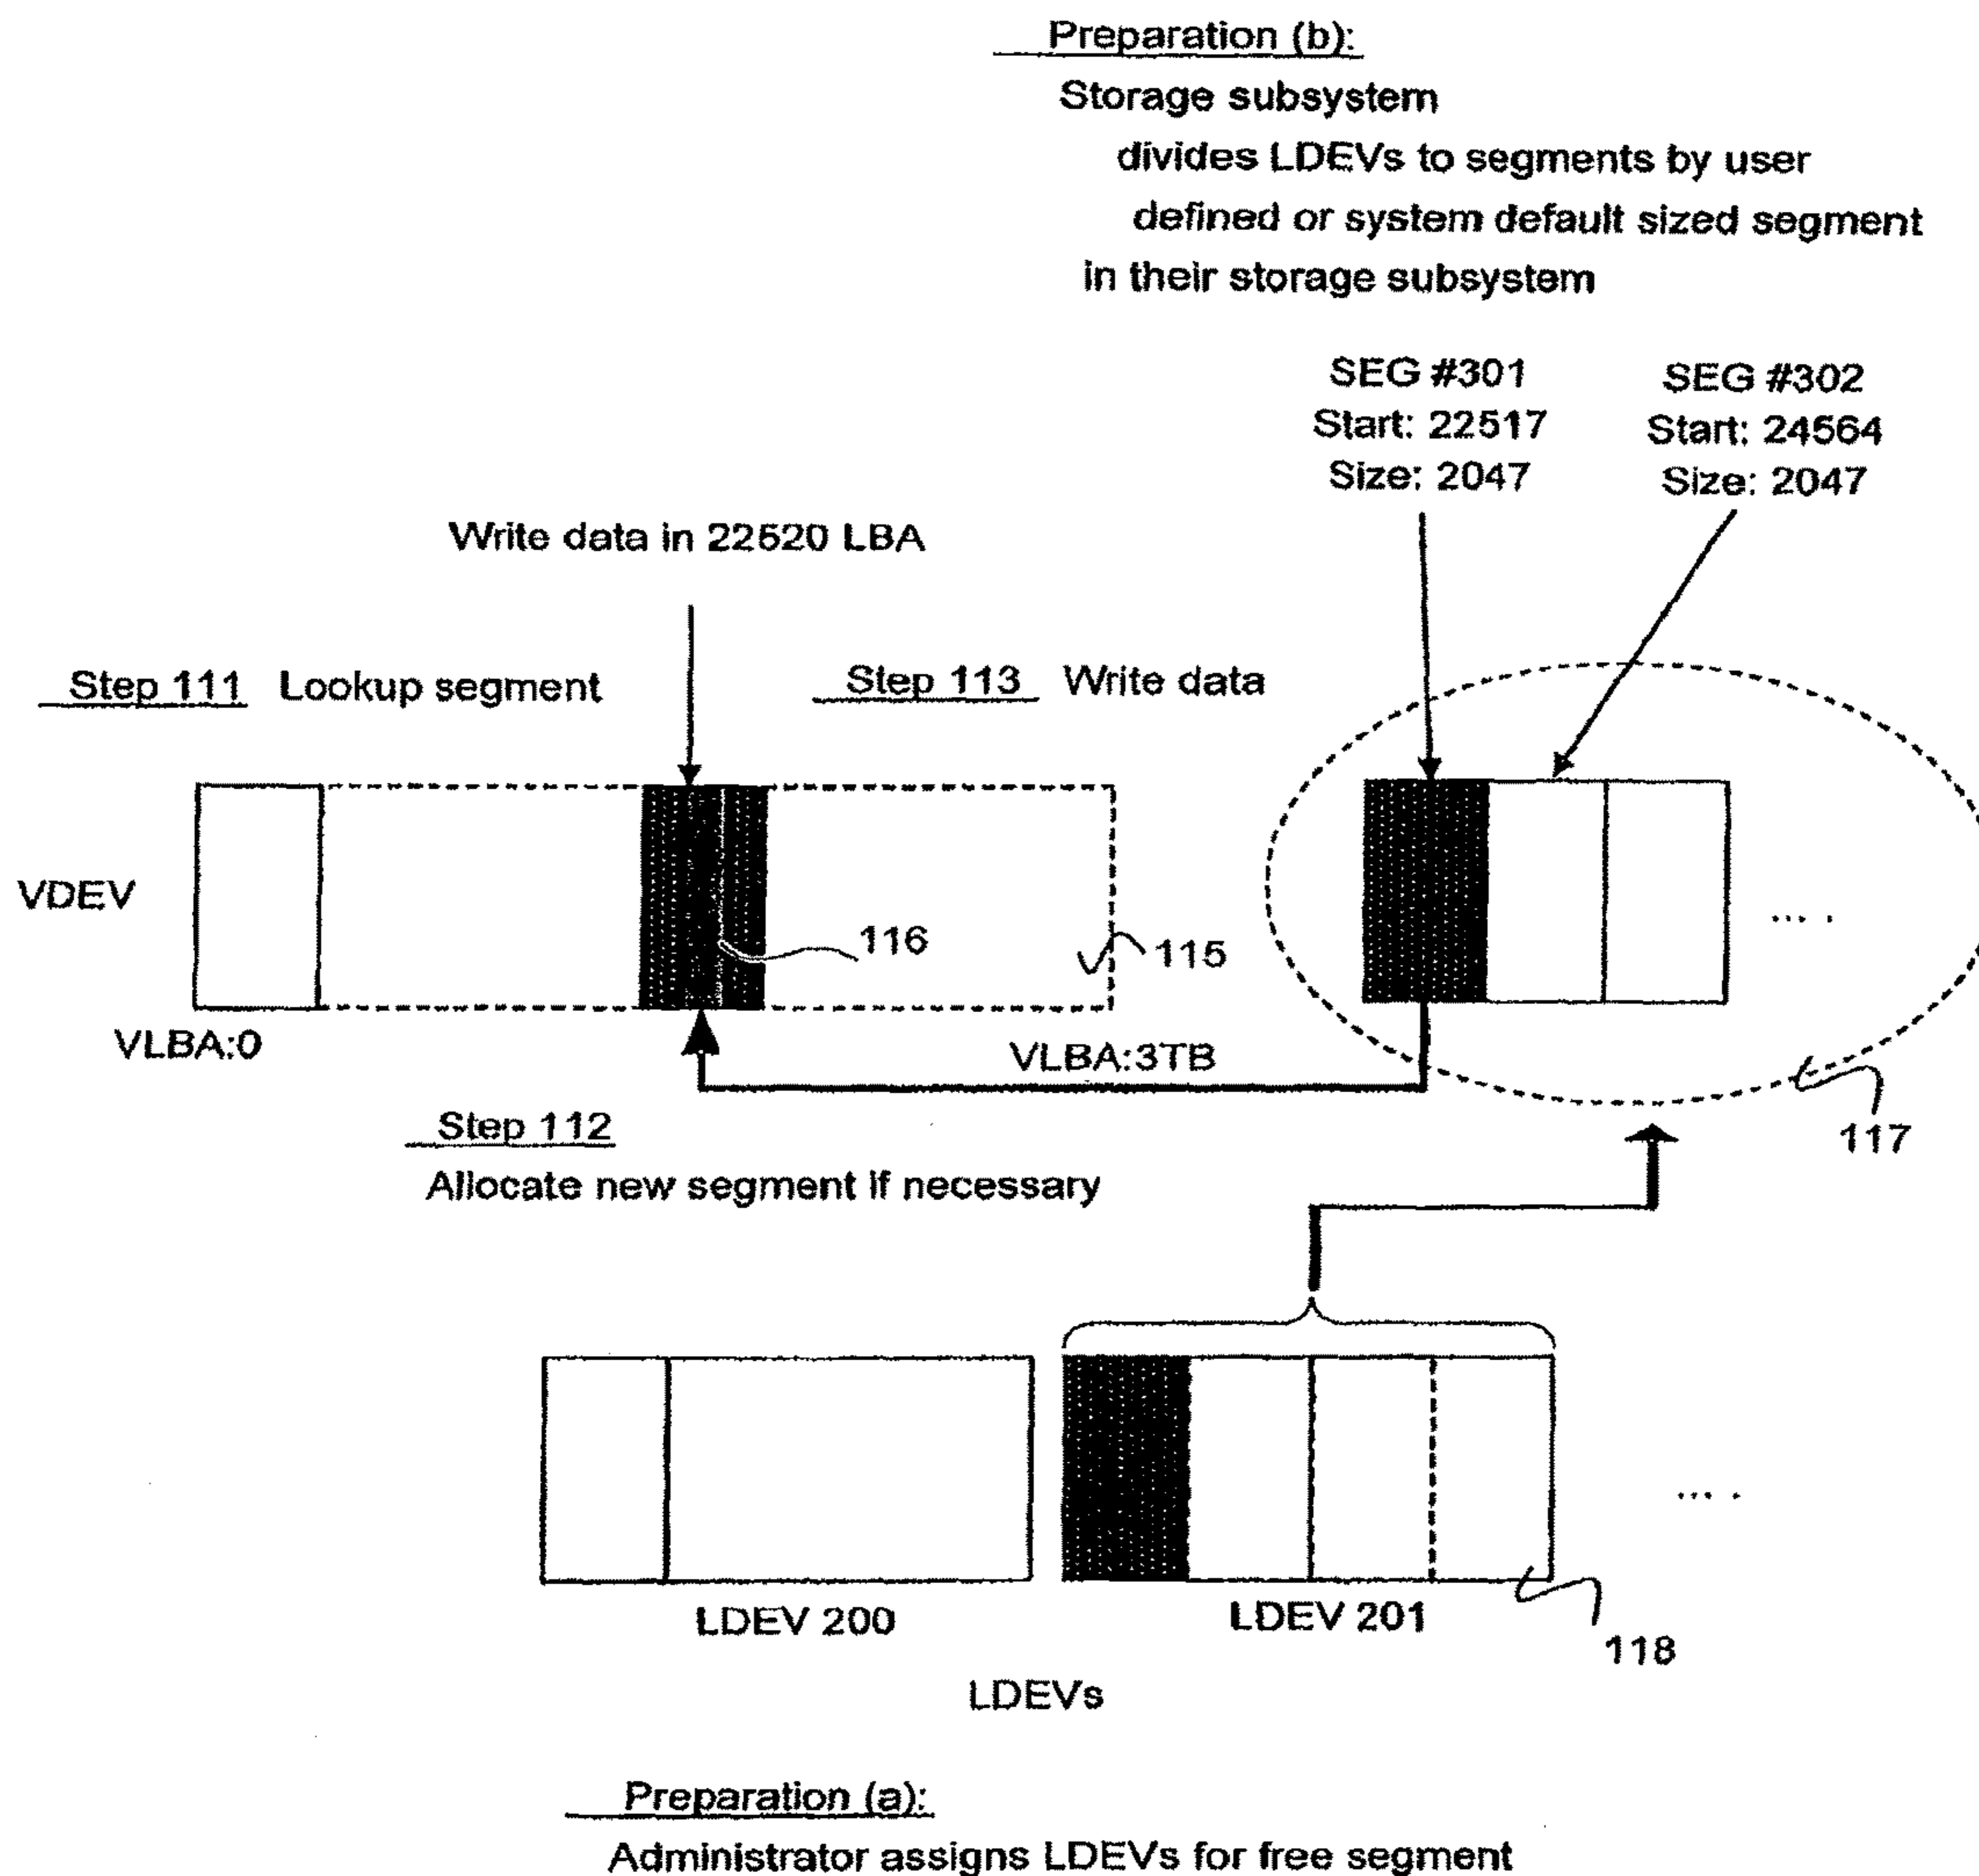 Preparation (b):
Storage subsystem
divides LDEVs to segments by user
defined or system default sized segment
in their storage subsystem
SEG #301
Start: 22517
Size: 2047
SEG #302
Start: 24564
Size: 2047
Write data in 22520 LBA
Step 111 Lookup segment
Step 113 Write data
VDEV
116
115
....
VLBA:0
VLBA:3TB
117
Step 112
Allocate new segment if necessary
....
LDEV 200
LDEV 201
118
LDEVs
Preparation (a):
Administrator assigns LDEVs for free segment